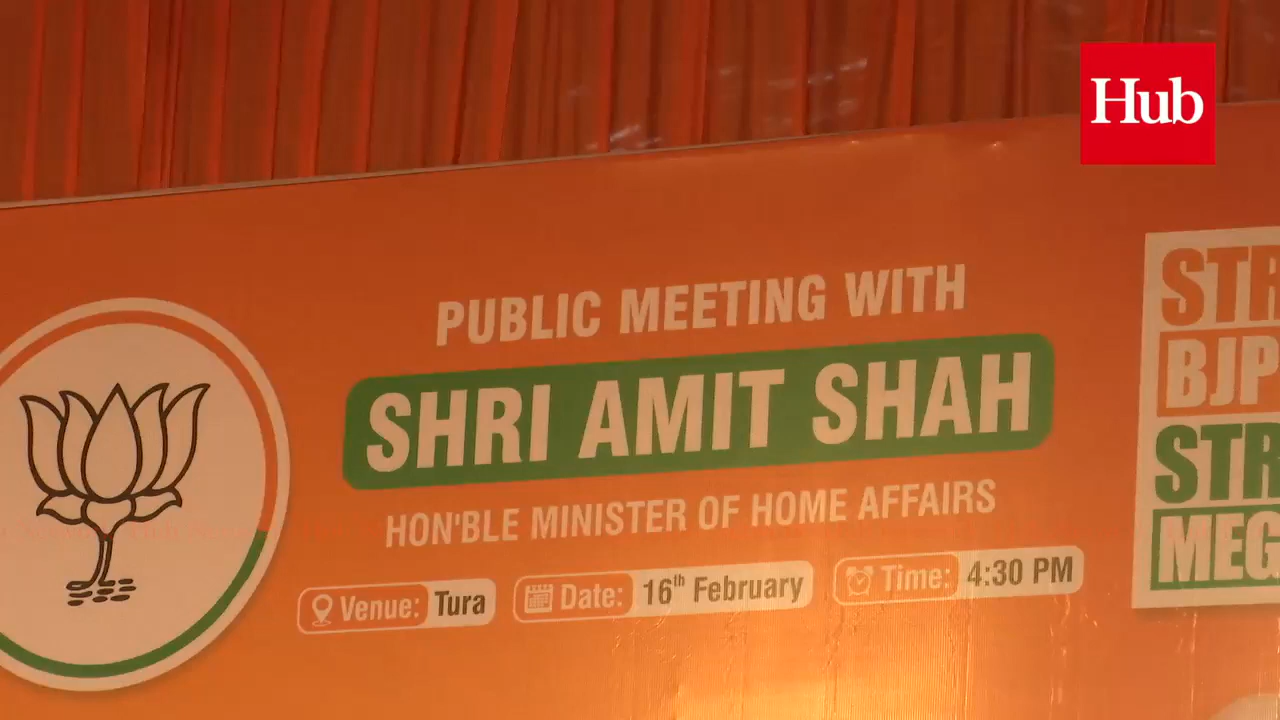 Hub
PUBLIC MEETING WITH
SHRI AMIT SHAH
HON'BLE MINISTER OF HOME AFFAIRS
Venue: Tura
Date: 16th February
Time: 4:30 PM
STR
BJP
STR
MEG